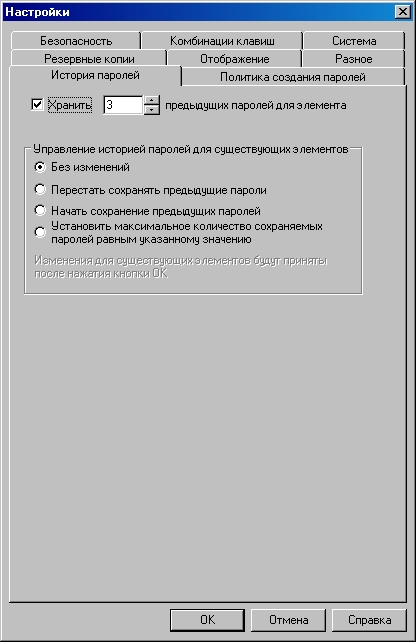 Настройки
Безопасность Комбинации клавиш Система
Резервные копии Отображение Разное
История паролей Политика создания паролей
Хранить 3 предыдущих паролей для элемента
Управление историей паролей для существующих элементов
Без изменений
Перестать сохранять предыдущие пароли
Начать сохранение предыдущих паролей
Установить максимальное количество сохраняемых
паролей равным указанному значению
Изменения для существующих элементов будут приняты
после нажатия кнопки OK
OK Отмена Справка